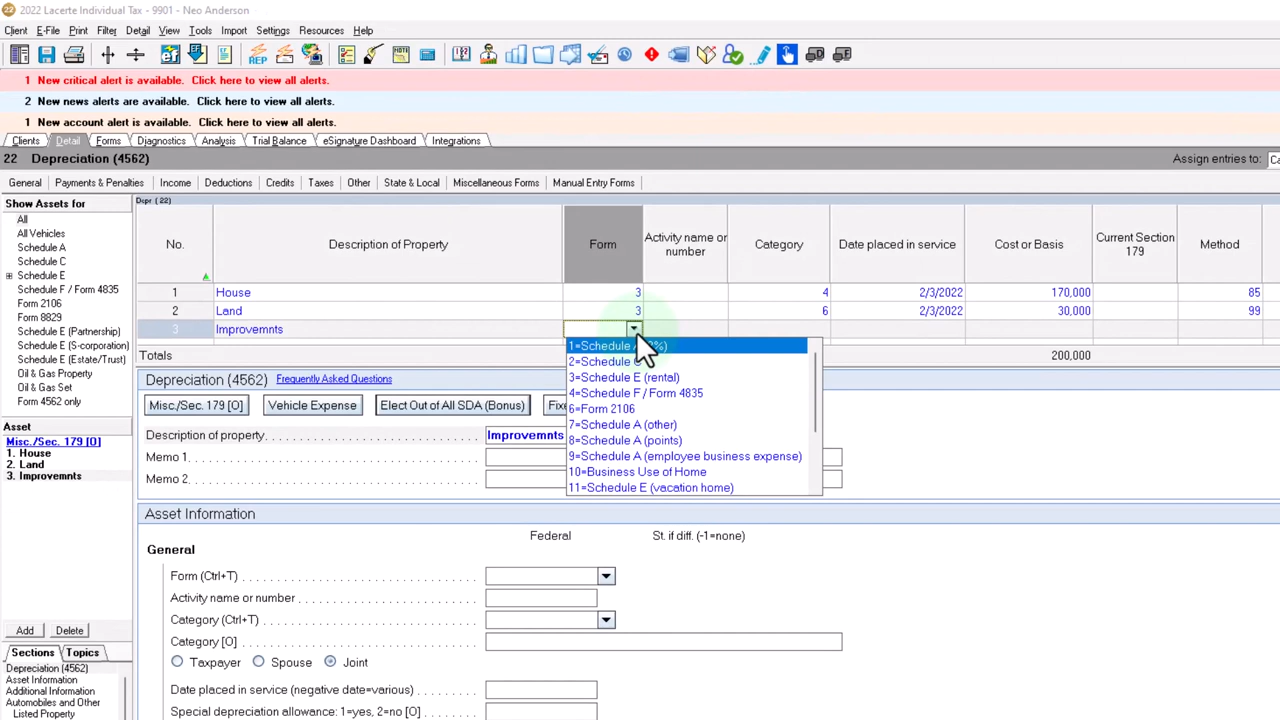 2022 Lacerte Individual Tax - 9901 - Neo Anderson
Client E-File Print Filter Detail View Tools Import Settings Resources Help
1 New critical alert is available. Click here to view all alerts.
2 New news alerts are available. Click here to view all alerts.
1 New account alert is available. Click here to view all alerts.
Clients Detail Forms Diagnostics Analysis Trial Balance eSignature Dashboard Integrations
22 Depreciation (4562) Assign entries to:
General Payments & Penalties Income Deductions Credits Taxes Other State & Local Miscellaneous Forms Manual Entry Forms
Show Assets for
All
All Vehicles
Schedule A
Schedule C
Schedule E
Schedule F / Form 4835
Form 2106
Form 8829
Schedule E (Partnership)
Schedule E (S-corporation)
Schedule E (Estate/Trust)
Oil & Gas Property
Oil & Gas Set
Form 4562 only
Asset
Misc./Sec. 179 [O]
1. House
2. Land
3. Improvemnts
Add Delete
Sections Topics
Depreciation (4562)
Asset Information
Additional Information
Automobiles and Other
Listed Property
Depr (22)
No. Description of Property Form Activity name or number Category Date placed in service Cost or Basis Current Section 179 Method
1 House 3 4 2/3/2022 170,000 85
2 Land 3 6 2/3/2022 30,000 99
3 Improvemnts
Totals 200,000
1=Schedule
2=Schedule
3=Schedule E (rental)
4=Schedule F / Form 4835
6=Form 2106
7=Schedule A (other)
8=Schedule A (points)
9=Schedule A (employee business expense)
10=Business Use of Home
11=Schedule E (vacation home)
Depreciation (4562) Frequently Asked Questions
Misc./Sec. 179 [O] Vehicle Expense Elect Out of All SDA (Bonus)
Description of property Improvemnts
Memo 1
Memo 2
Asset Information
Federal St. if diff. (-1=none)
General
Form (Ctrl+T)
Activity name or number
Category (Ctrl+T)
Category [O]
Taxpayer Spouse Joint
Date placed in service (negative date=various)
Special depreciation allowance: 1=yes, 2=no [O]